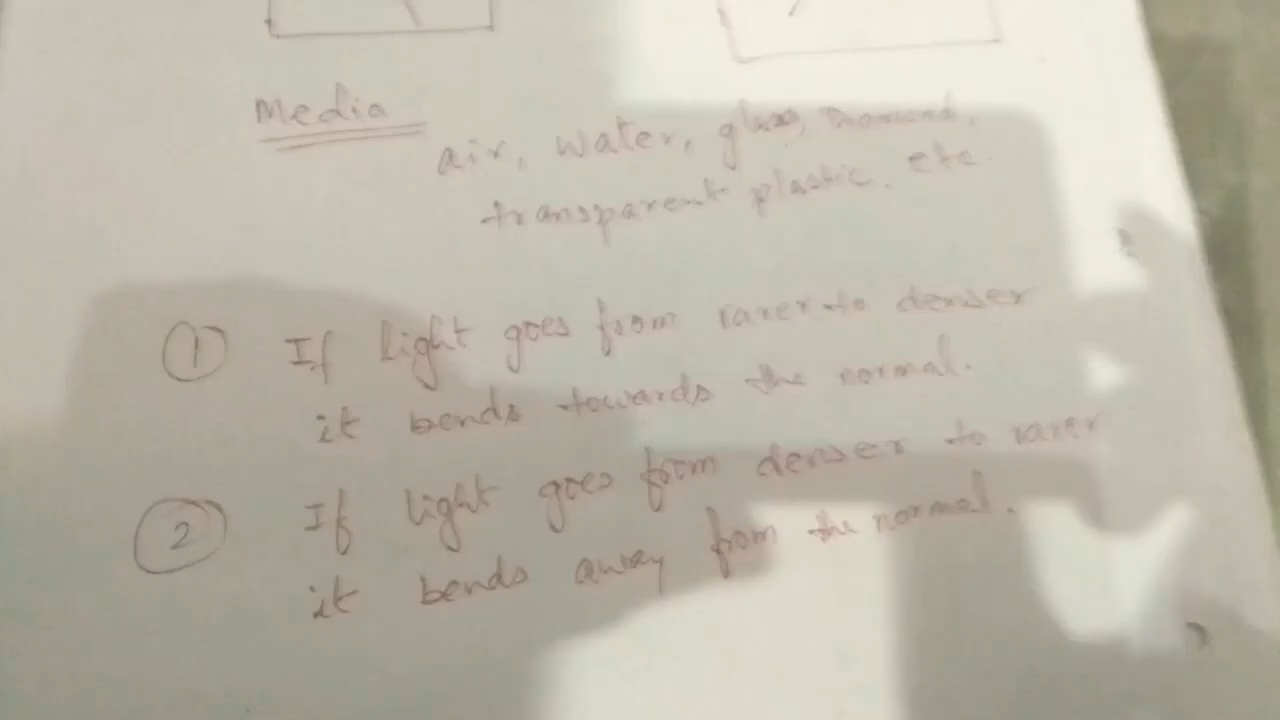 Media
air, water, glass, Diamond,
transparent plastic. etc
1 If light goes from rarer to denser
it bends towards the normal.
2 If light goes from denser to rarer
it bends away from the normal.